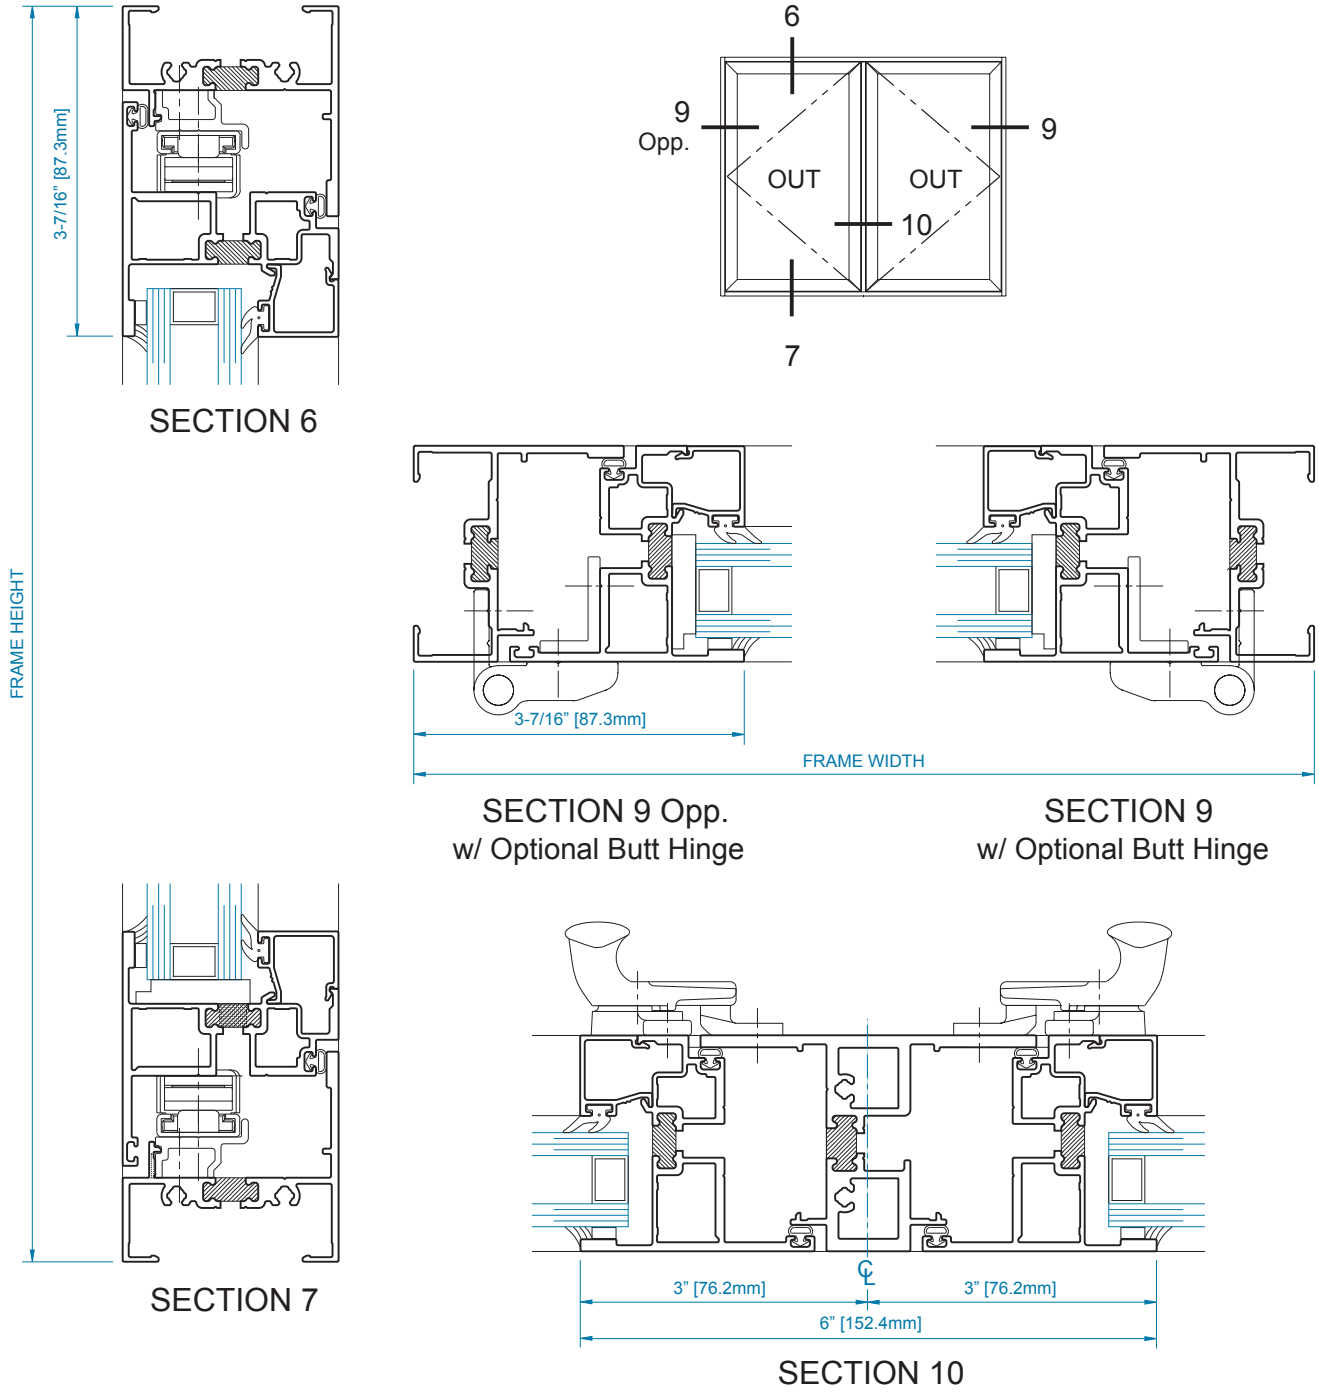 6
9
Opp.
9
OUT
OUT
10
7
3-7/16” [87.3mm]
FRAME HEIGHT
SECTION 6
3-7/16” [87.3mm]
FRAME WIDTH
SECTION 9 Opp.
w/ Optional Butt Hinge
SECTION 9
w/ Optional Butt Hinge
SECTION 7
℄
3” [76.2mm]
3” [76.2mm]
6” [152.4mm]
SECTION 10